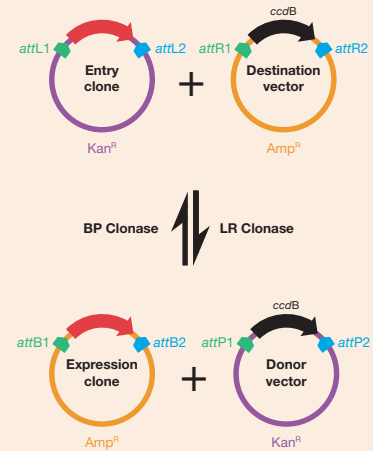 ccdB
attL1
attL2
attR1
attR2
Entry
clone
+
Destination
vector
Kanᴿ
Ampᴿ
BP Clonase
LR Clonase
ccdB
attB1
attB2
attP1
attP2
Expression
clone
+
Donor
vector
Ampᴿ
Kanᴿ